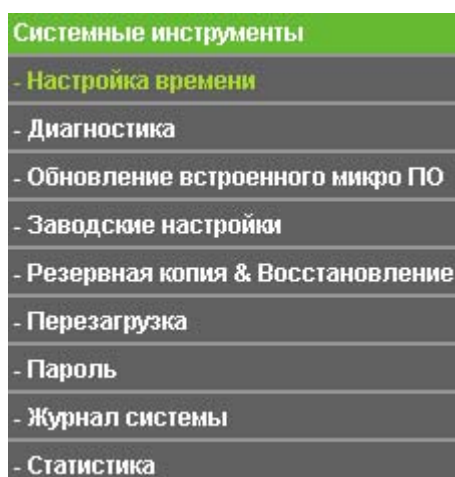 Системные инструменты
- Настройка времени
- Диагностика
- Обновление встроенного микро ПО
- Заводские настройки
- Резервная копия & Восстановление
- Перезагрузка
- Пароль
- Журнал системы
- Статистика